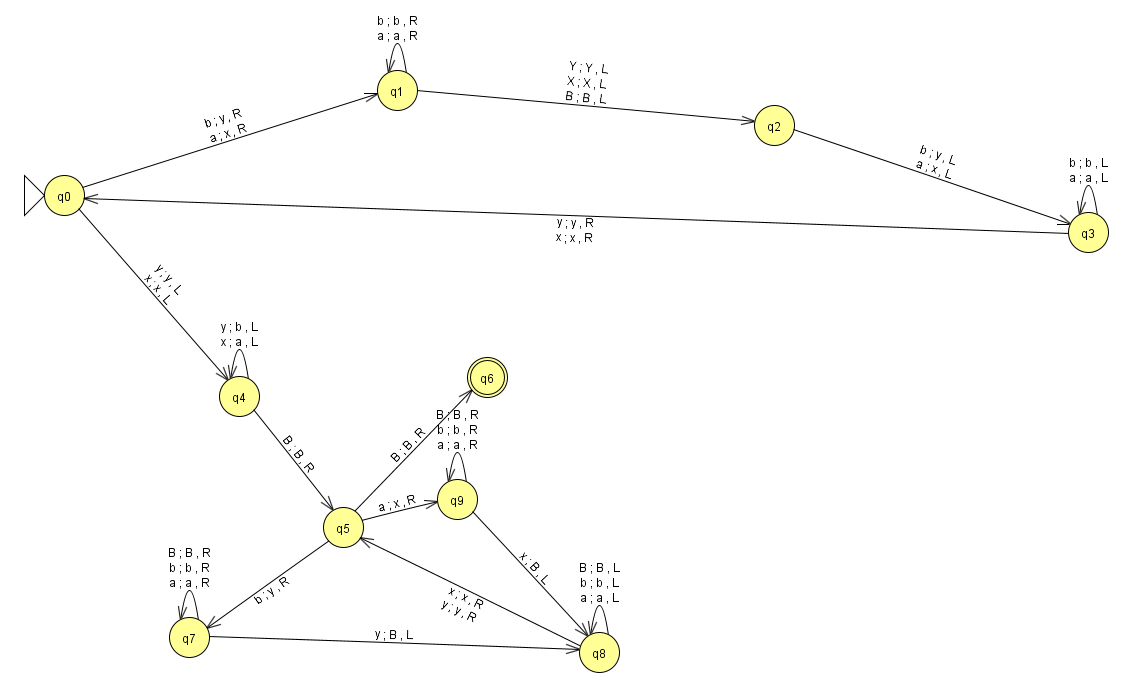 b ; b , R
a ; a , R
q1
Y ; Y , L
X ; X , L
B ; B , L
q2
b ; y , R
a ; x , R
b ; y , L
a ; x , L
b ; b , L
a ; a , L
q0
q3
y ; y , R
x ; x , R
y ; y , L
x ; x , L
y ; b , L
x ; a , L
q4
q6
B ; B , R
B ; B , R
B ; B , R
b ; b , R
a ; a , R
q9
a ; x , R
q5
x ; B , L
B ; B , R
b ; b , R
a ; a , R
b ; y , R
x ; x , R
y ; y , R
B ; B , L
b ; b , L
a ; a , L
q7
y ; B , L
q8